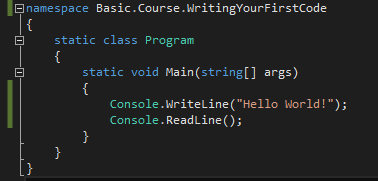 namespace Basic.Course.WritingYourFirstCode
{
    static class Program
    {
        static void Main(string[] args)
        {
            Console.WriteLine("Hello World!");
            Console.ReadLine();
        }
    }
}